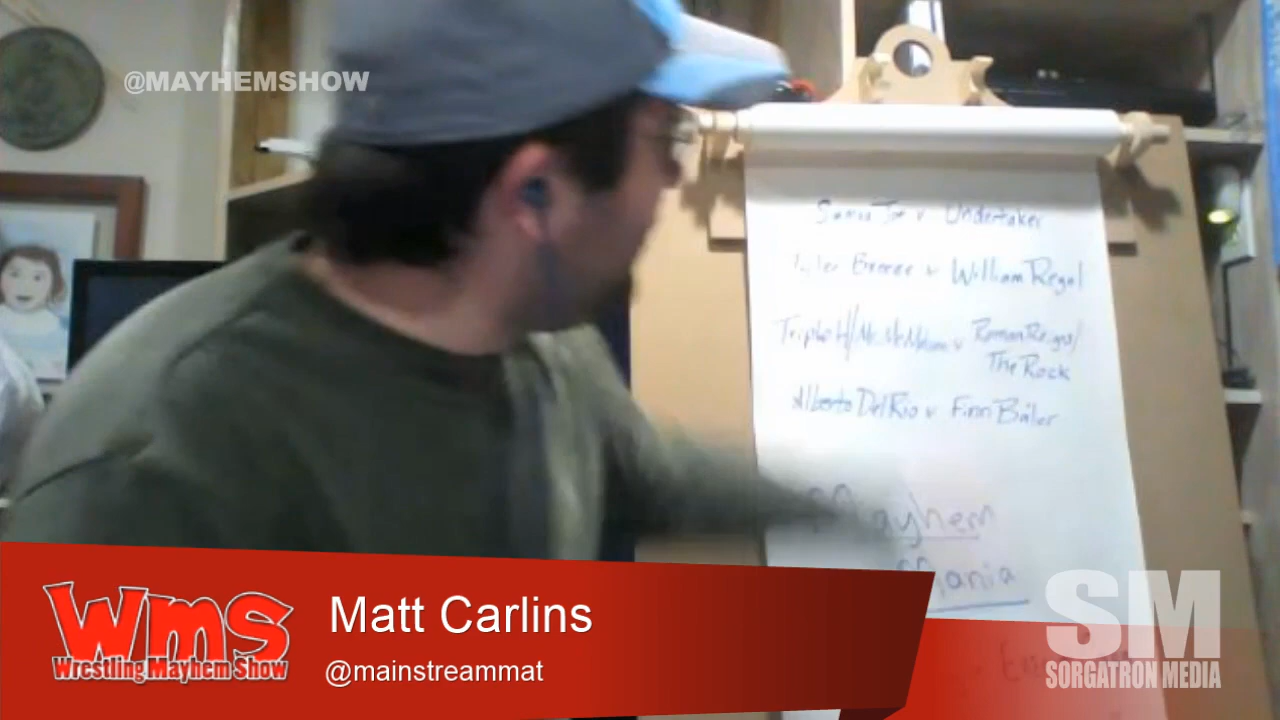 @MAYHEMSHOW
Samoa Joe v Undertaker
Tyler Breeze v William Regal
Triple H/Mr. McMahon v Roman Reigns/
The Rock
Alberto Del Rio v Finn Bálor
Mayhem
Mania
Wms
Wrestling Mayhem Show
Matt Carlins
@mainstreammat
SM
SORGATRON MEDIA